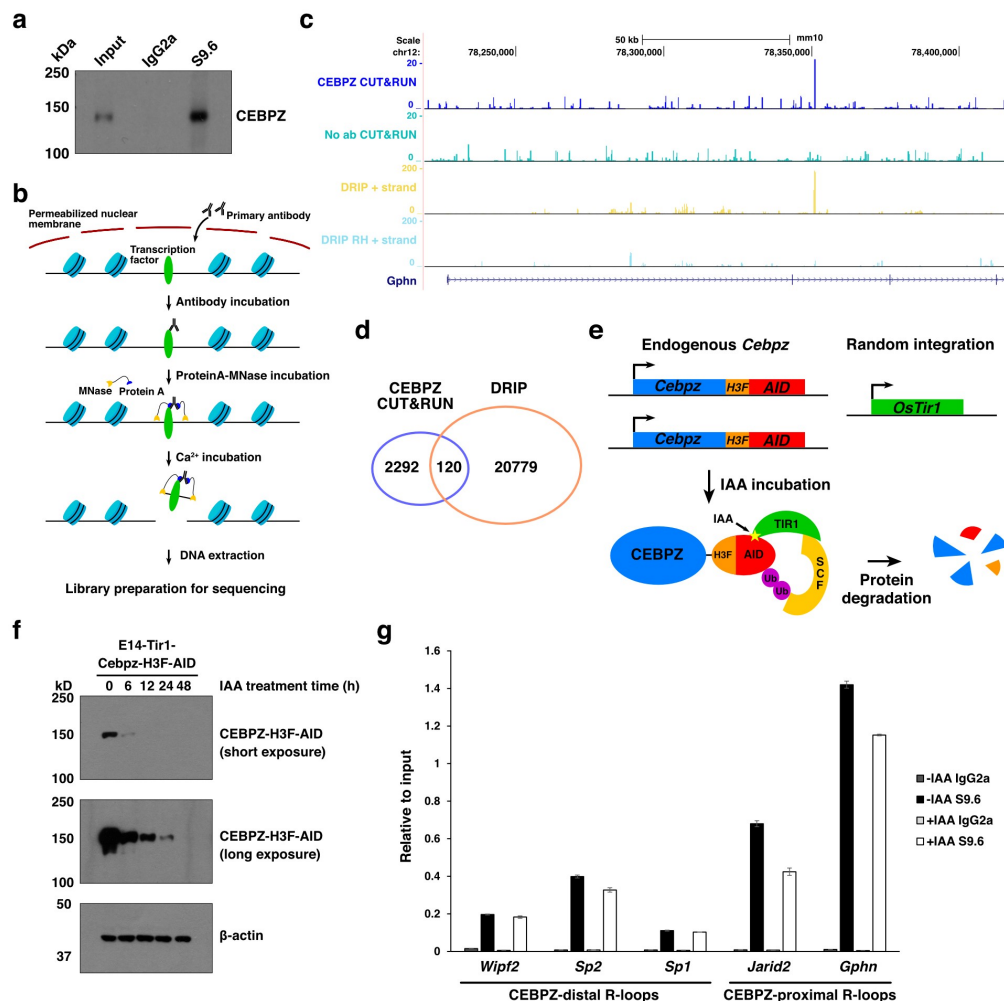 a
kDa
Input
IgG2a
S9.6
250
150
100
CEBPZ
b
Permeabilized nuclear
membrane
Primary antibody
Transcription
factor
Antibody incubation
ProteinA-MNase incubation
MNase
Protein A
Ca²⁺ incubation
DNA extraction
Library preparation for sequencing
c
Scale
50 kb
mm10
chr12:
78,250,000
78,300,000
78,350,000
78,400,000
20
CEBPZ CUT&RUN
0
20
No ab CUT&RUN
0
200
DRIP + strand
0
200
DRIP RH + strand
0
Gphn
d
CEBPZ
CUT&RUN
DRIP
2292
120
20779
e
Endogenous Cebpz
Random integration
Cebpz H3F AID
OsTir1
Cebpz H3F AID
IAA incubation
IAA
TIR1
CEBPZ
H3F
AID
SCF
Ub
Ub
Protein
degradation
f
E14-Tir1-
Cebpz-H3F-AID
kD
0 6 12 24 48
IAA treatment time (h)
250
150
100
CEBPZ-H3F-AID
(short exposure)
250
150
100
CEBPZ-H3F-AID
(long exposure)
50
37
β-actin
g
Relative to input
1.6
1.4
1.2
1
0.8
0.6
0.4
0.2
0
-IAA IgG2a
-IAA S9.6
+IAA IgG2a
+IAA S9.6
Wipf2
Sp2
Sp1
Jarid2
Gphn
CEBPZ-distal R-loops
CEBPZ-proximal R-loops